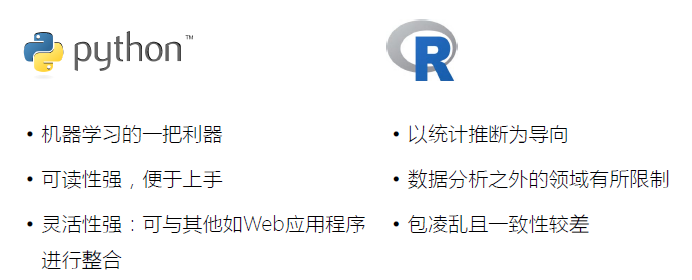 python™
R
• 机器学习的一把利器
• 以统计推断为导向
• 可读性强，便于上手
• 数据分析之外的领域有所限制
• 灵活性强：可与其他如Web应用程序
进行整合
• 包凌乱且一致性较差